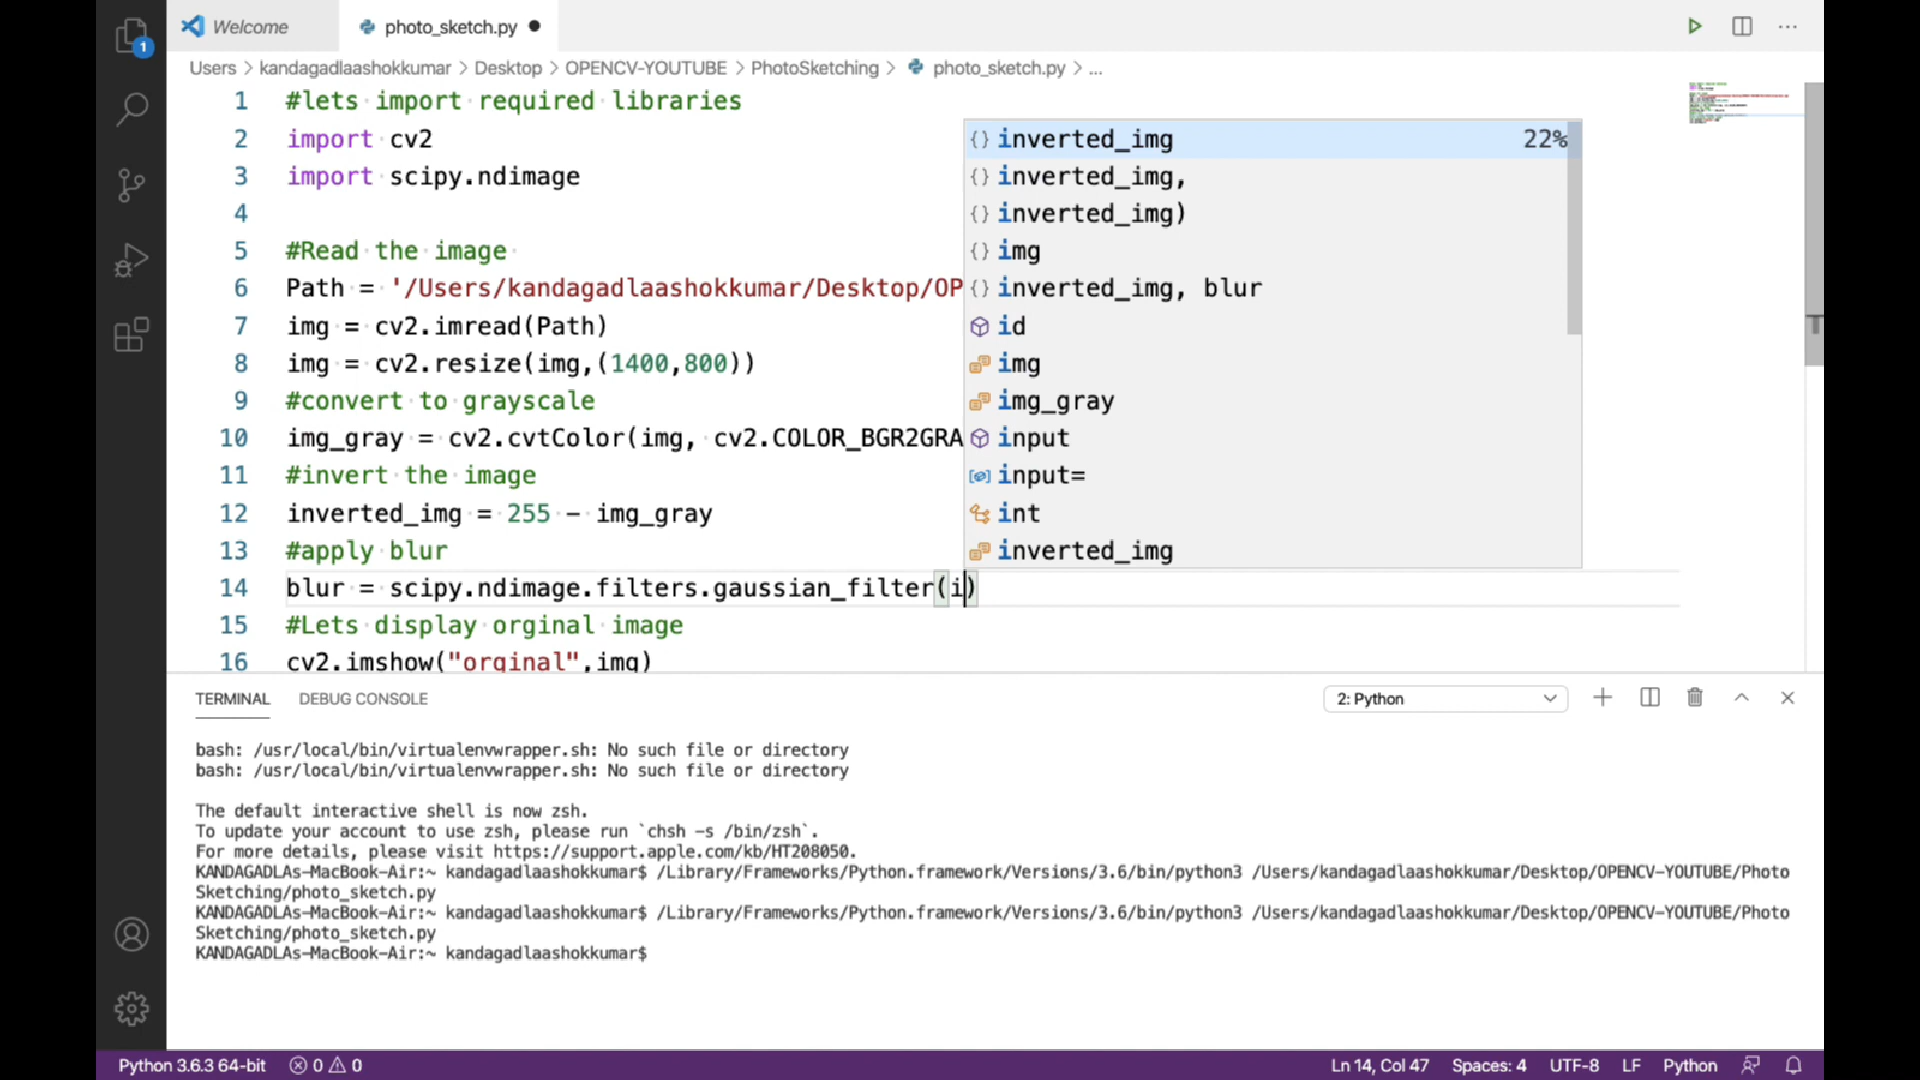 Welcome
photo_sketch.py
1
Users > kandagadlaashokkumar > Desktop > OPENCV-YOUTUBE > PhotoSketching > photo_sketch.py > ...
1 #lets import required libraries
2 import cv2
3 import scipy.ndimage
4
5 #Read the image
6 Path = '/Users/kandagadlaashokkumar/Desktop/OP
7 img = cv2.imread(Path)
8 img = cv2.resize(img,(1400,800))
9 #convert to grayscale
10 img_gray = cv2.cvtColor(img, cv2.COLOR_BGR2GRA
11 #invert the image
12 inverted_img = 255 - img_gray
13 #apply blur
14 blur = scipy.ndimage.filters.gaussian_filter(i)
15 #Lets display orginal image
16 cv2.imshow("orginal",img)
{} inverted_img 22%
{} inverted_img,
{} inverted_img)
{} img
{} inverted_img, blur
id
img
img_gray
input
input=
int
inverted_img
TERMINAL DEBUG CONSOLE
2: Python
bash: /usr/local/bin/virtualenvwrapper.sh: No such file or directory
bash: /usr/local/bin/virtualenvwrapper.sh: No such file or directory
The default interactive shell is now zsh.
To update your account to use zsh, please run `chsh -s /bin/zsh`.
For more details, please visit https://support.apple.com/kb/HT208050.
KANDAGADLAs-MacBook-Air:~ kandagadlaashokkumar$ /Library/Frameworks/Python.framework/Versions/3.6/bin/python3 /Users/kandagadlaashokkumar/Desktop/OPENCV-YOUTUBE/Photo
Sketching/photo_sketch.py
KANDAGADLAs-MacBook-Air:~ kandagadlaashokkumar$ /Library/Frameworks/Python.framework/Versions/3.6/bin/python3 /Users/kandagadlaashokkumar/Desktop/OPENCV-YOUTUBE/Photo
Sketching/photo_sketch.py
KANDAGADLAs-MacBook-Air:~ kandagadlaashokkumar$
Python 3.6.3 64-bit 0 0 Ln 14, Col 47 Spaces: 4 UTF-8 LF Python